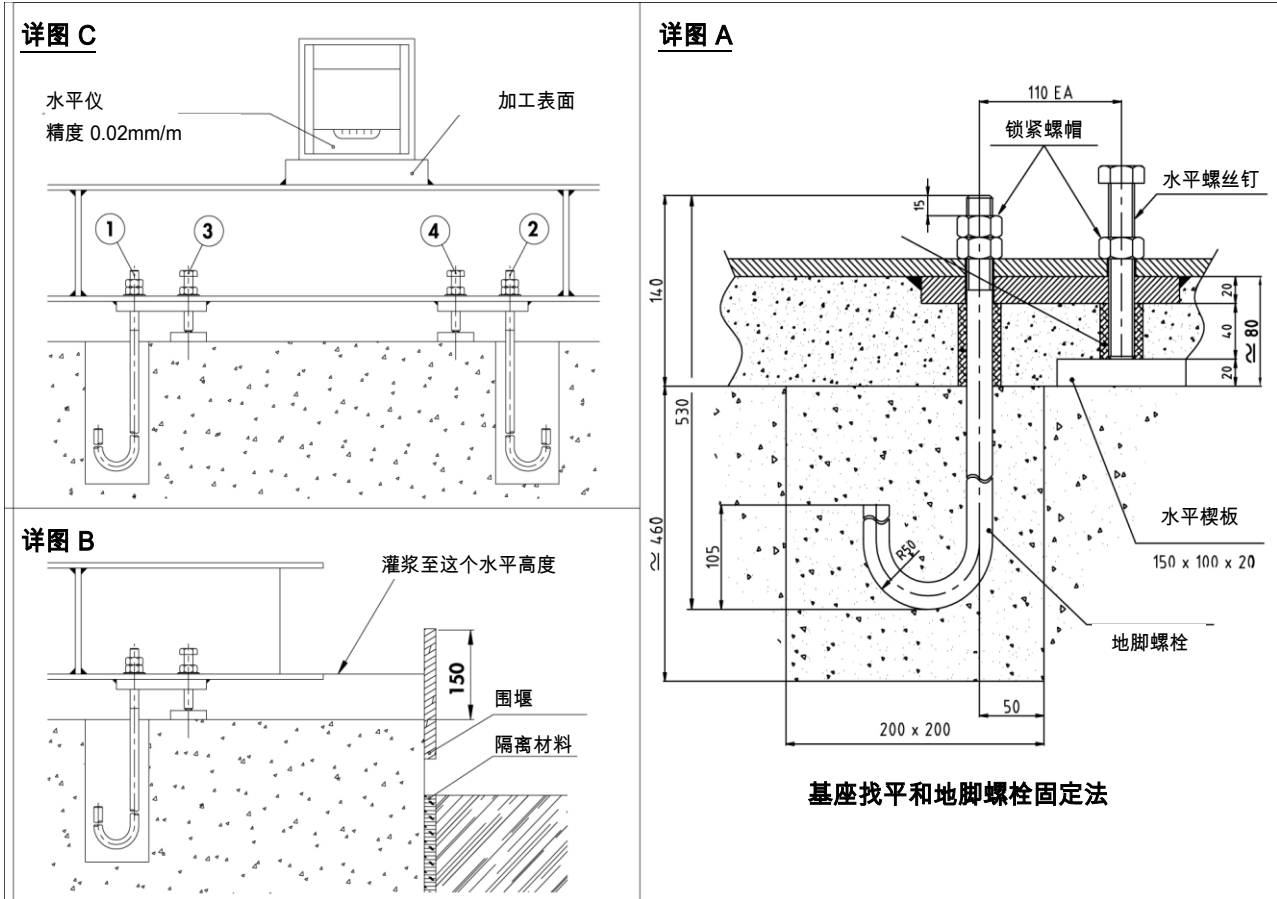 详图 C
水平仪
精度 0.02mm/m
加工表面
1
3
4
2
详图 B
灌浆至这个水平高度
150
围堰
隔离材料
详图 A
110 EA
锁紧螺帽
水平螺丝钉
15
140
530
≃ 460
105
R50
20
40
20
≃ 80
水平楔板
150 x 100 x 20
地脚螺栓
50
200 x 200
基座找平和地脚螺栓固定法